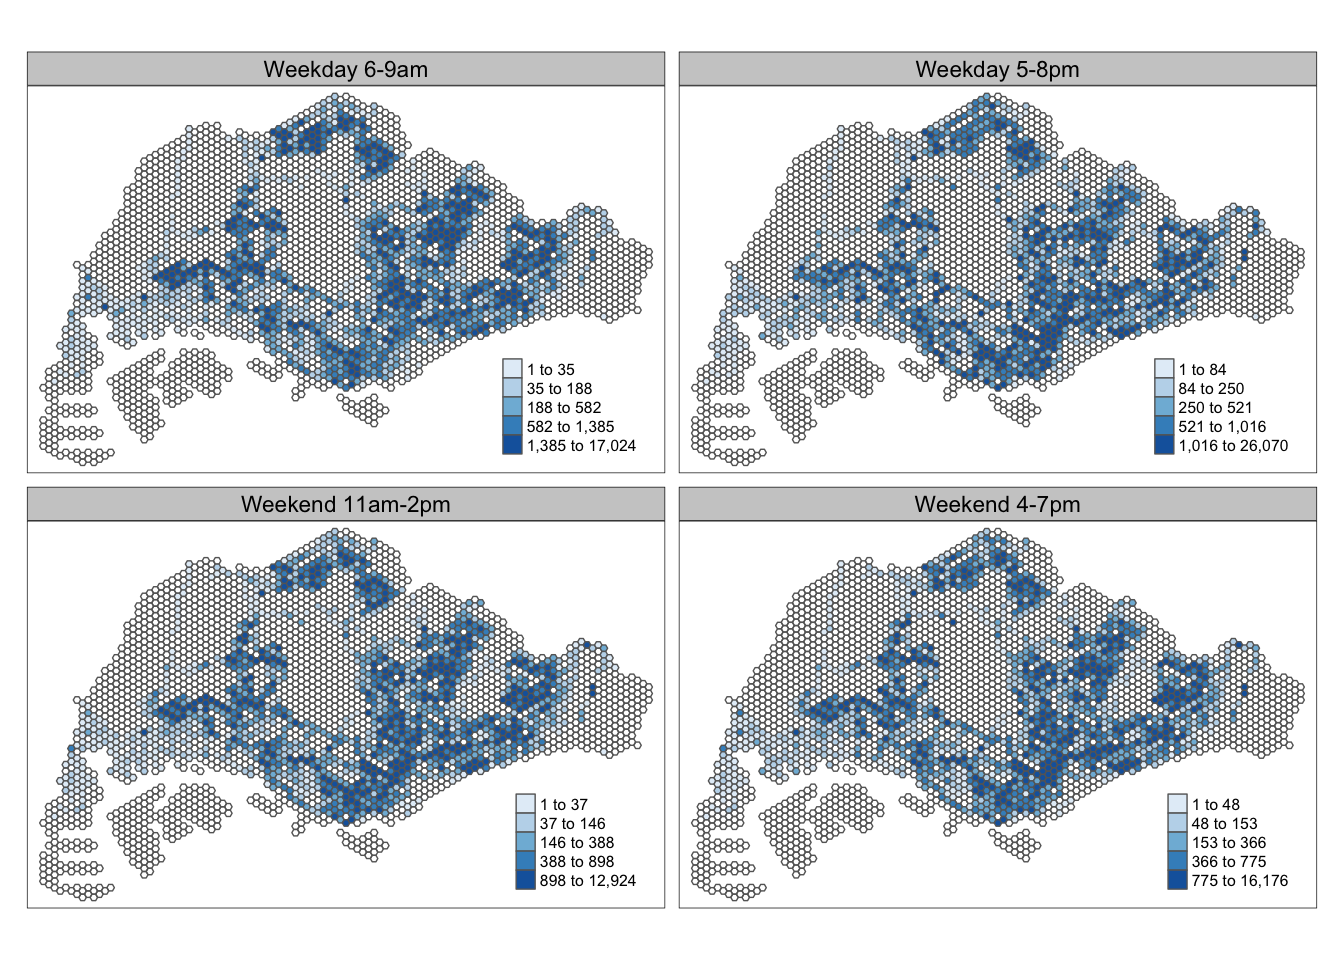 Weekday 6-9am
1 to 35
35 to 188
188 to 582
582 to 1,385
1,385 to 17,024
Weekday 5-8pm
1 to 84
84 to 250
250 to 521
521 to 1,016
1,016 to 26,070
Weekend 11am-2pm
1 to 37
37 to 146
146 to 388
388 to 898
898 to 12,924
Weekend 4-7pm
1 to 48
48 to 153
153 to 366
366 to 775
775 to 16,176